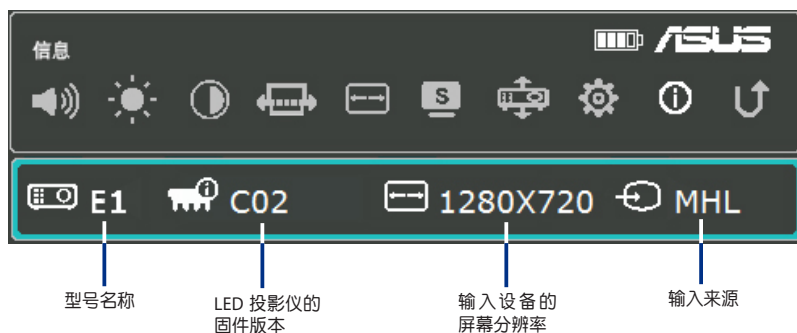 信息
ASUS
S
E1
C02
1280X720
MHL
型号名称
LED 投影仪的
固件版本
输入设备的
屏幕分辨率
输入来源